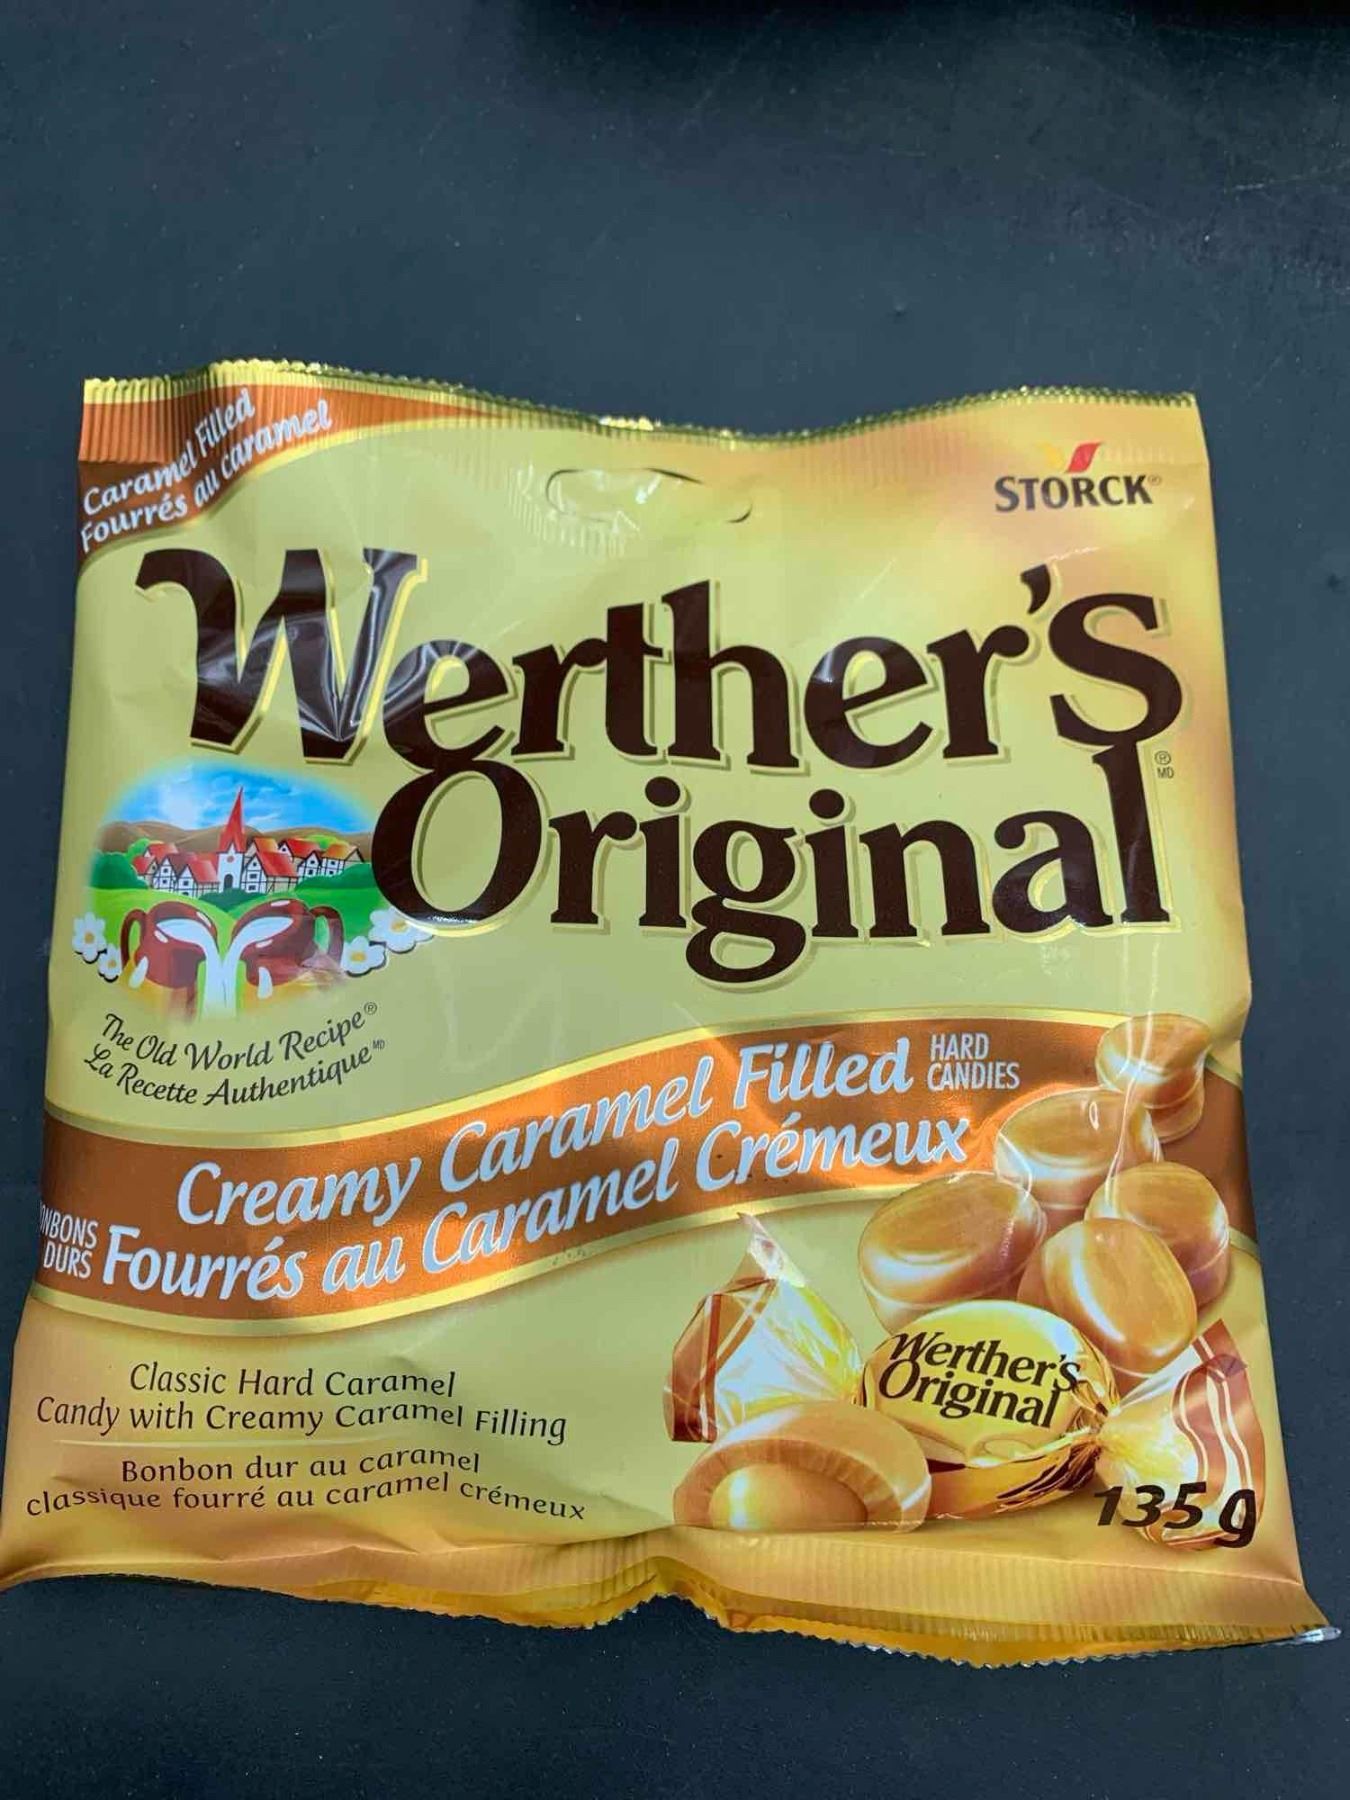 Caramel Filled
Fourrés au caramel
STORCK®
Werther's
Original
® MD
The Old World Recipe®
La Recette Authentique MD
Creamy Caramel Filled HARD CANDIES
DURS Fourrés au Caramel Crémeux
Classic Hard Caramel
Candy with Creamy Caramel Filling
Bonbon dur au caramel
classique fourré au caramel crémeux
Werther's
Original
135 g